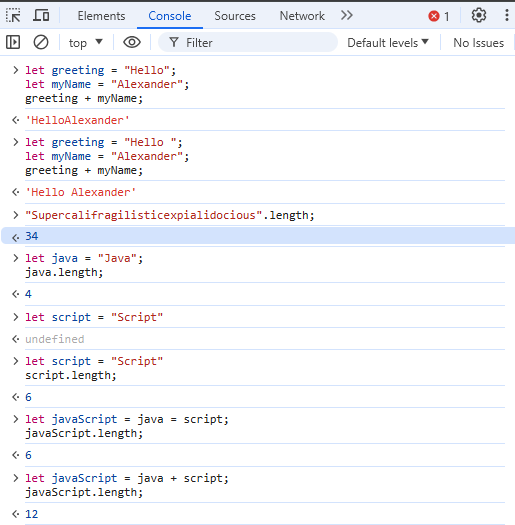 Elements Console Sources Network 1
top Filter Default levels No Issues
let greeting = "Hello";
let myName = "Alexander";
greeting + myName;
'HelloAlexander'
let greeting = "Hello ";
let myName = "Alexander";
greeting + myName;
'Hello Alexander'
"Supercalifragilisticexpialidocious".length;
34
let java = "Java";
java.length;
4
let script = "Script"
undefined
let script = "Script"
script.length;
6
let javaScript = java = script;
javaScript.length;
6
let javaScript = java + script;
javaScript.length;
12